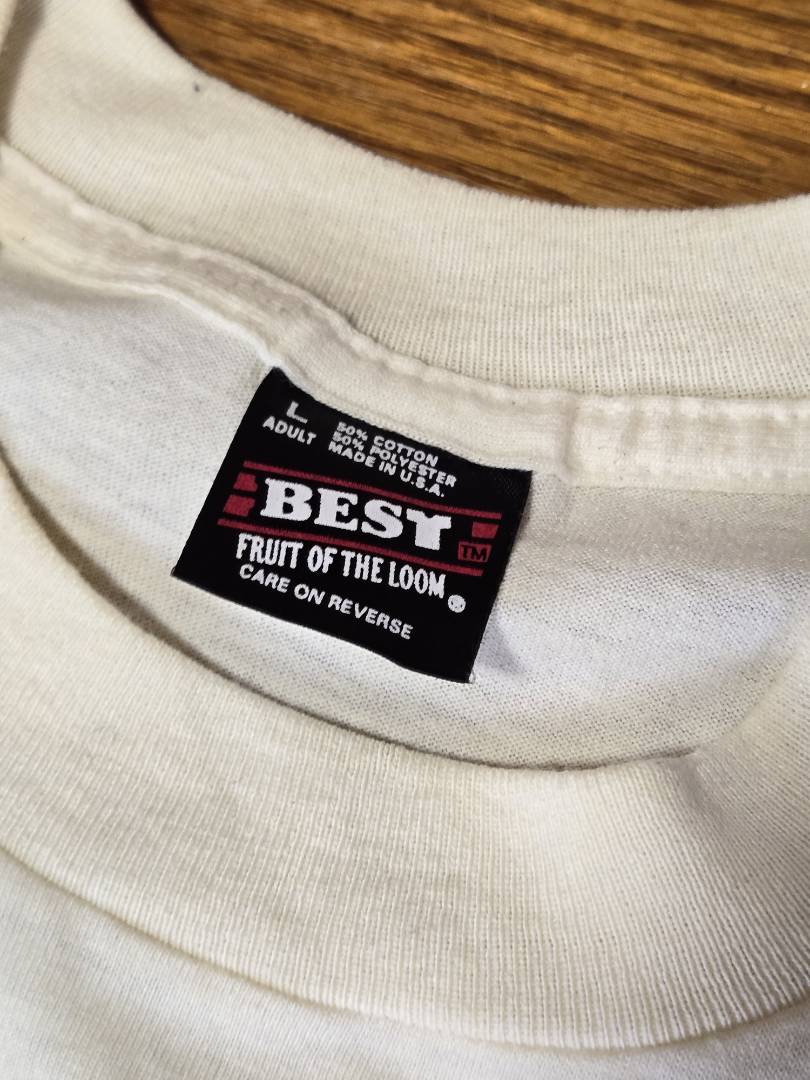 L
ADULT
50% COTTON
50% POLYESTER
MADE IN U.S.A.
BEST
TM
FRUIT OF THE LOOM®
CARE ON REVERSE